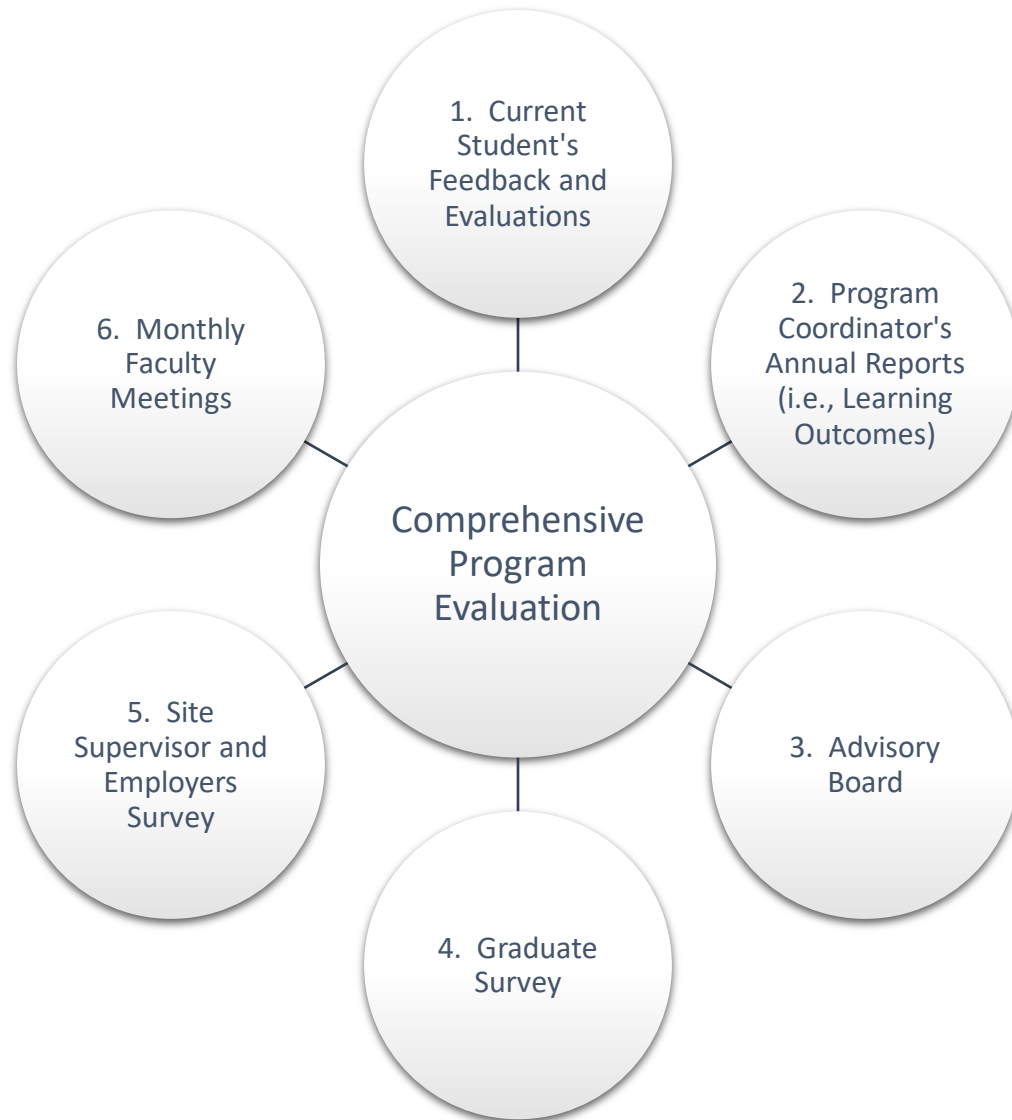 1. Current
Student's
Feedback and
Evaluations
2. Program
Coordinator's
Annual Reports
(i.e., Learning
Outcomes)
3. Advisory
Board
4. Graduate
Survey
5. Site
Supervisor and
Employers
Survey
6. Monthly
Faculty
Meetings
Comprehensive
Program
Evaluation